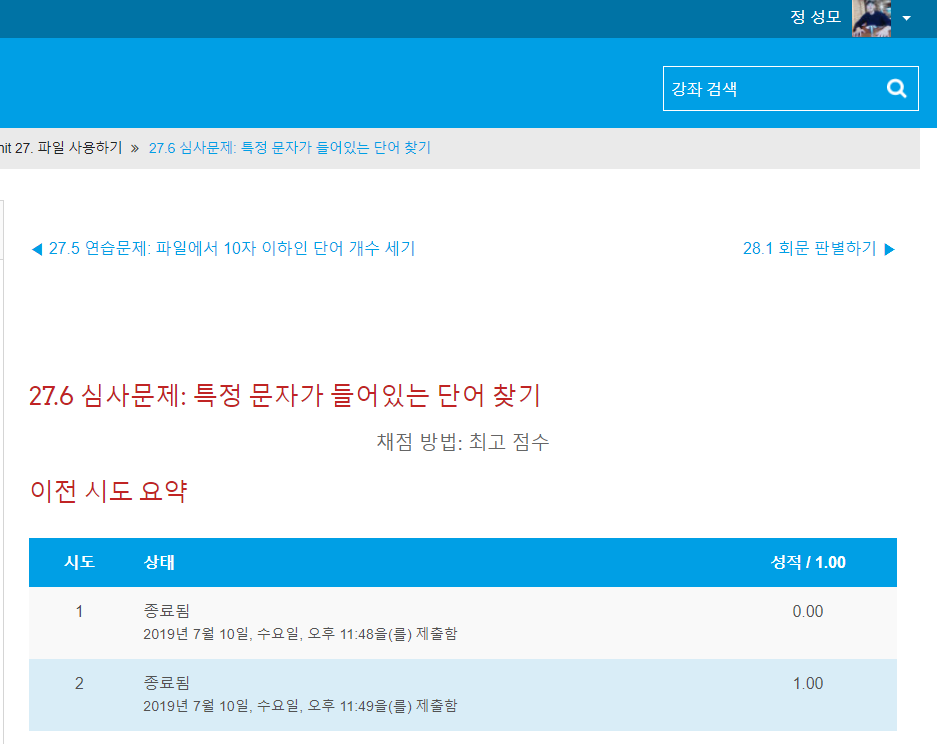 정 성모
강좌 검색
nit 27. 파일 사용하기 » 27.6 심사문제: 특정 문자가 들어있는 단어 찾기
◀ 27.5 연습문제: 파일에서 10자 이하인 단어 개수 세기
28.1 회문 판별하기 ▶
27.6 심사문제: 특정 문자가 들어있는 단어 찾기
채점 방법: 최고 점수
이전 시도 요약
시도 상태 성적 / 1.00
1 종료됨 0.00
2019년 7월 10일, 수요일, 오후 11:48을(를) 제출함
2 종료됨 1.00
2019년 7월 10일, 수요일, 오후 11:49을(를) 제출함